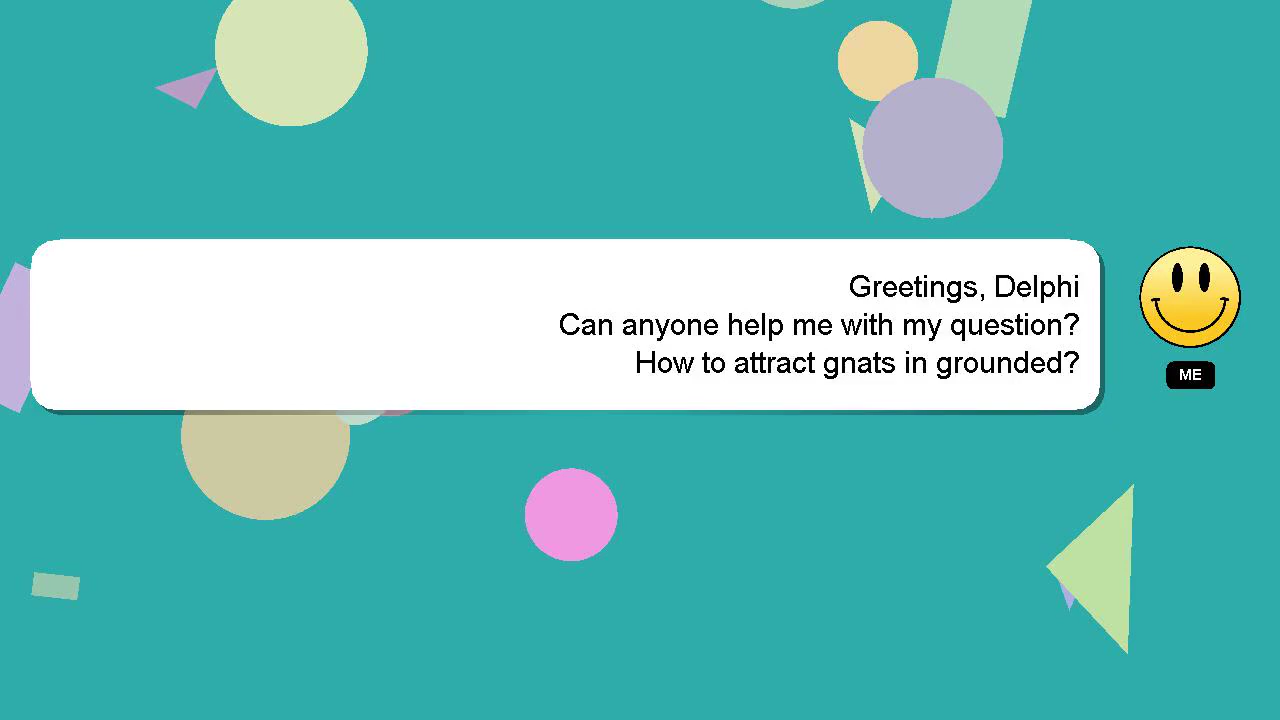 Greetings, Delphi
Can anyone help me with my question?
How to attract gnats in grounded?
ME